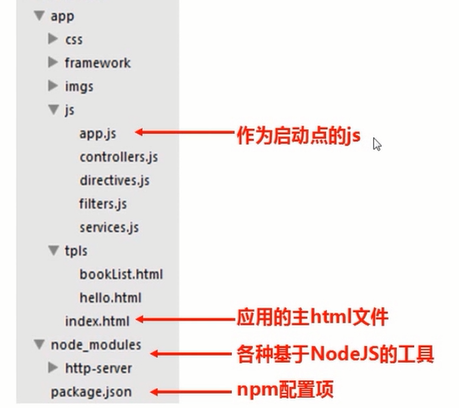 app
css
framework
imgs
js
app.js
作为启动点的js
controllers.js
directives.js
filters.js
services.js
tpls
bookList.html
hello.html
index.html
应用的主html文件
node_modules
各种基于NodeJS的工具
http-server
package.json
npm配置项